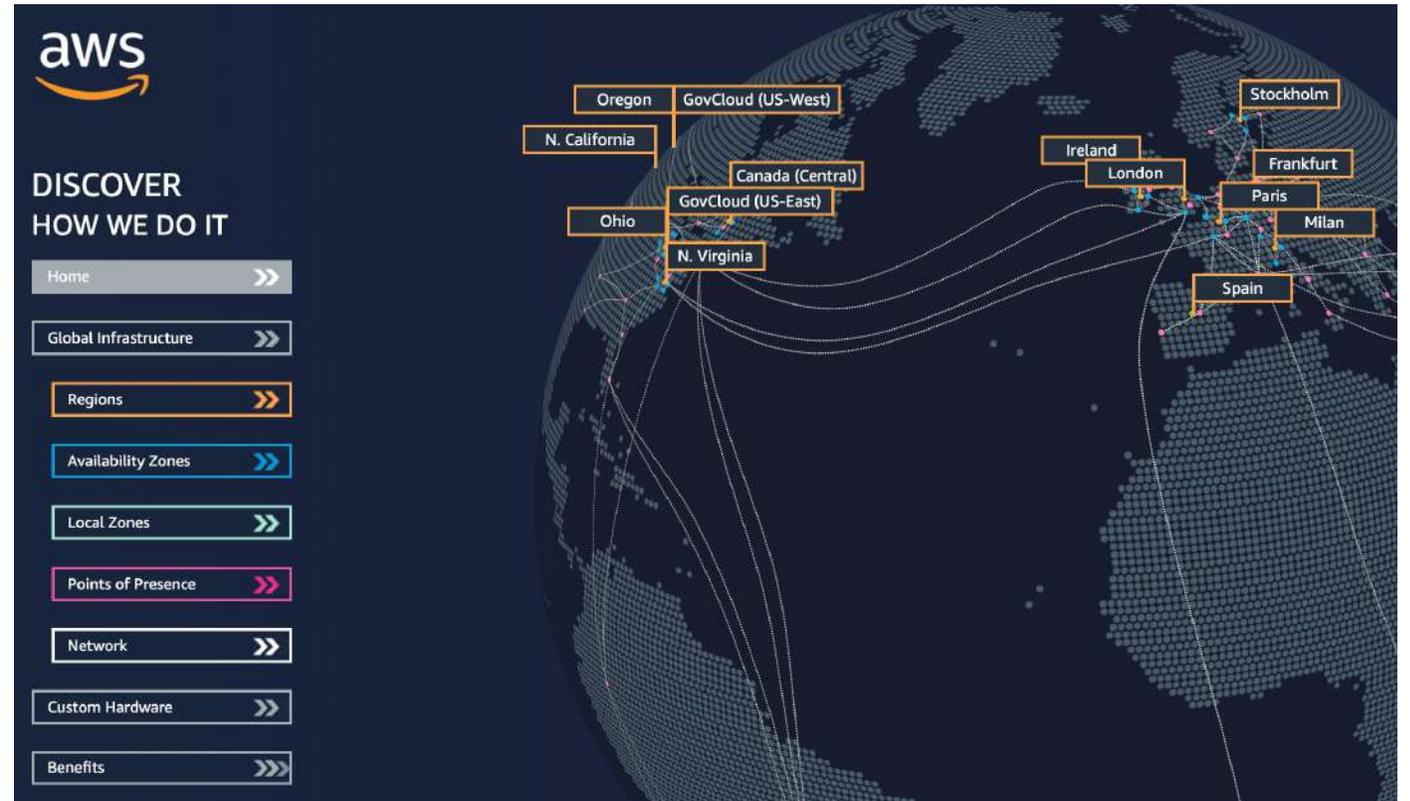 aws
DISCOVER
HOW WE DO IT
Home
Global Infrastructure
Regions
Availability Zones
Local Zones
Points of Presence
Network
Custom Hardware
Benefits
Oregon
GovCloud (US-West)
N. California
Canada (Central)
GovCloud (US-East)
Ohio
N. Virginia
Stockholm
Ireland
London
Frankfurt
Paris
Milan
Spain